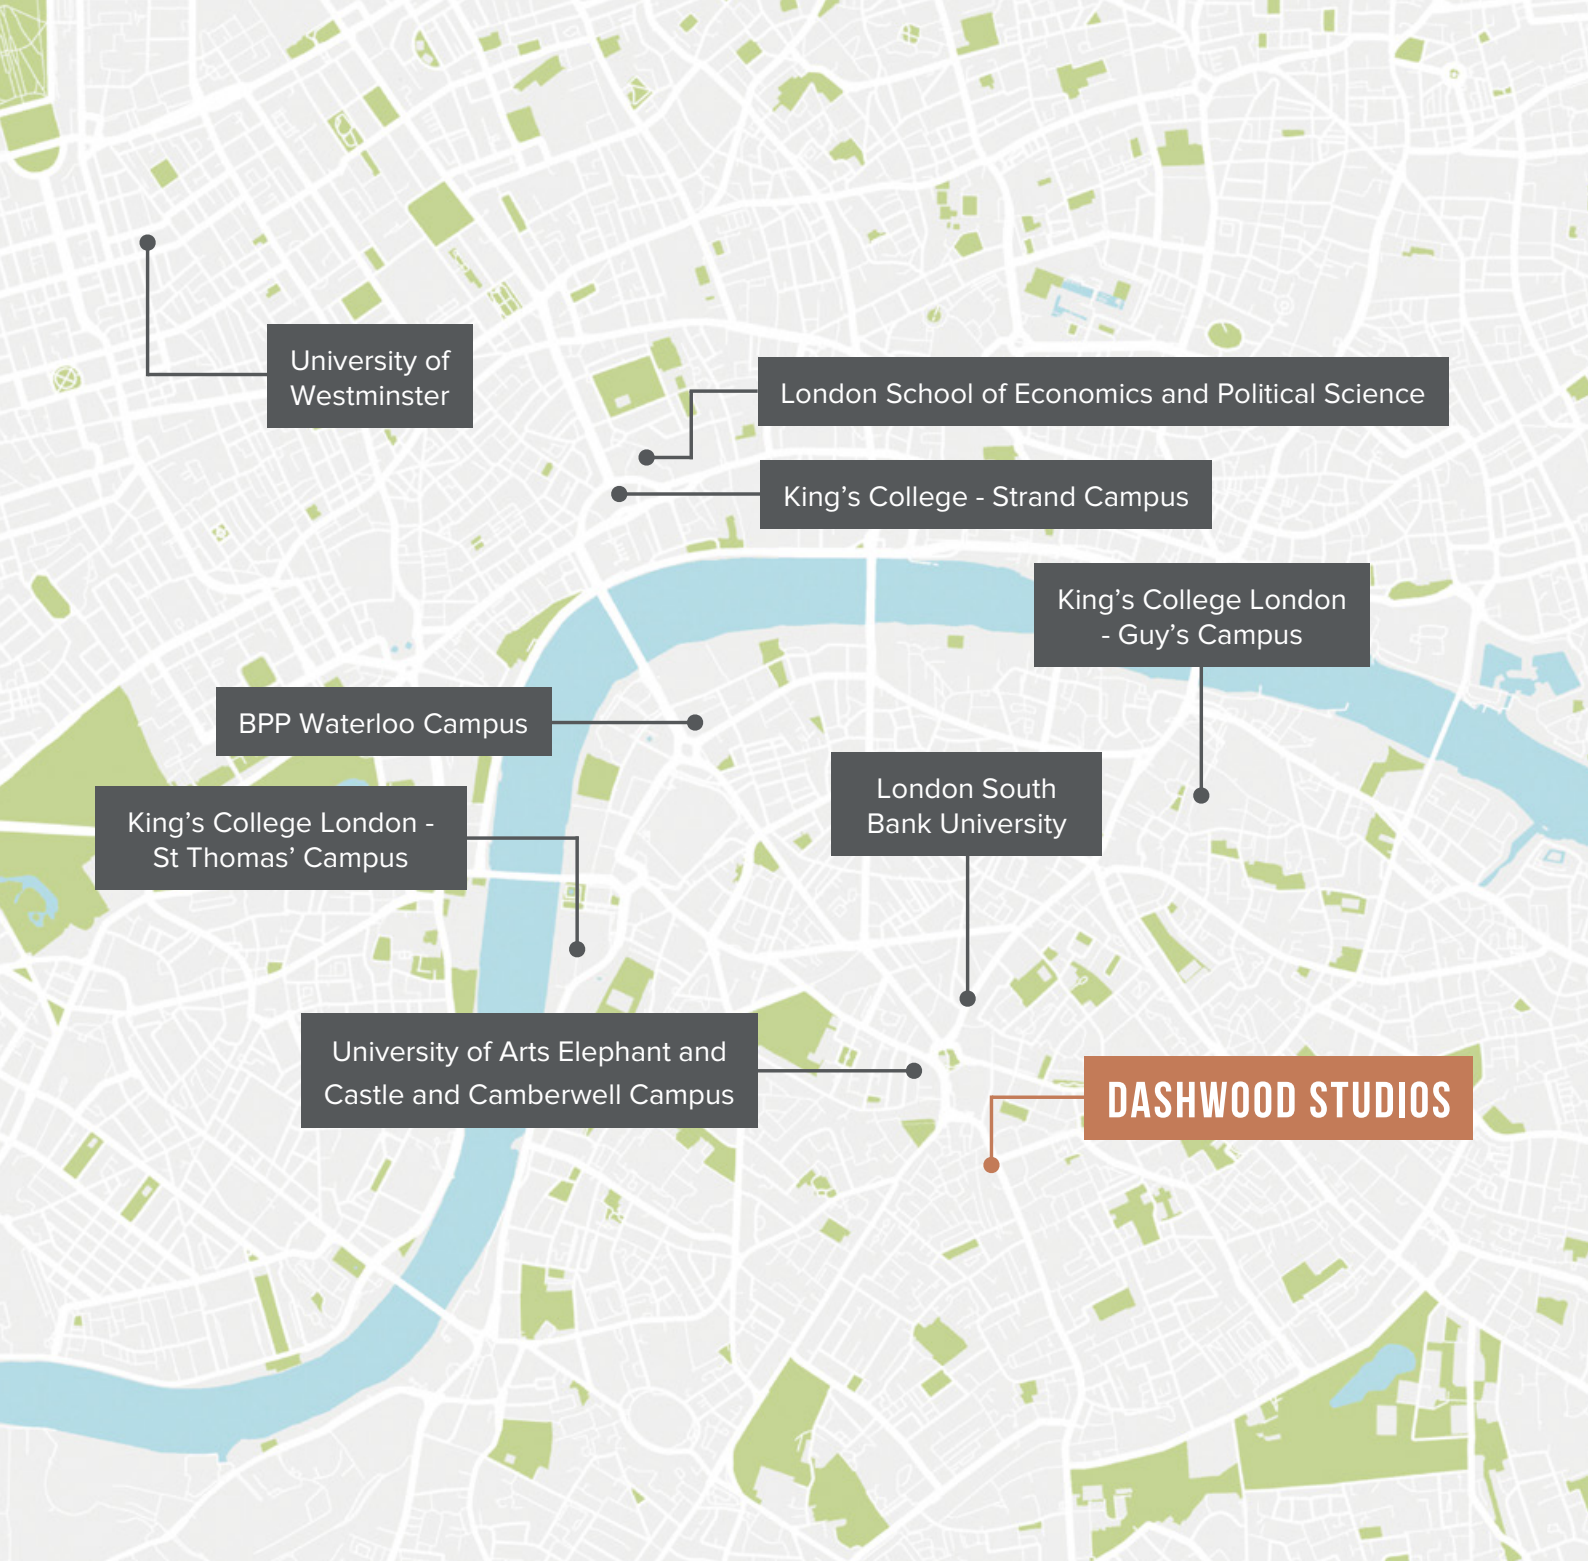 University of
Westminster
London School of Economics and Political Science
King’s College - Strand Campus
King’s College London
- Guy’s Campus
BPP Waterloo Campus
London South
Bank University
King’s College London -
St Thomas’ Campus
University of Arts Elephant and
Castle and Camberwell Campus
DASHWOOD STUDIOS